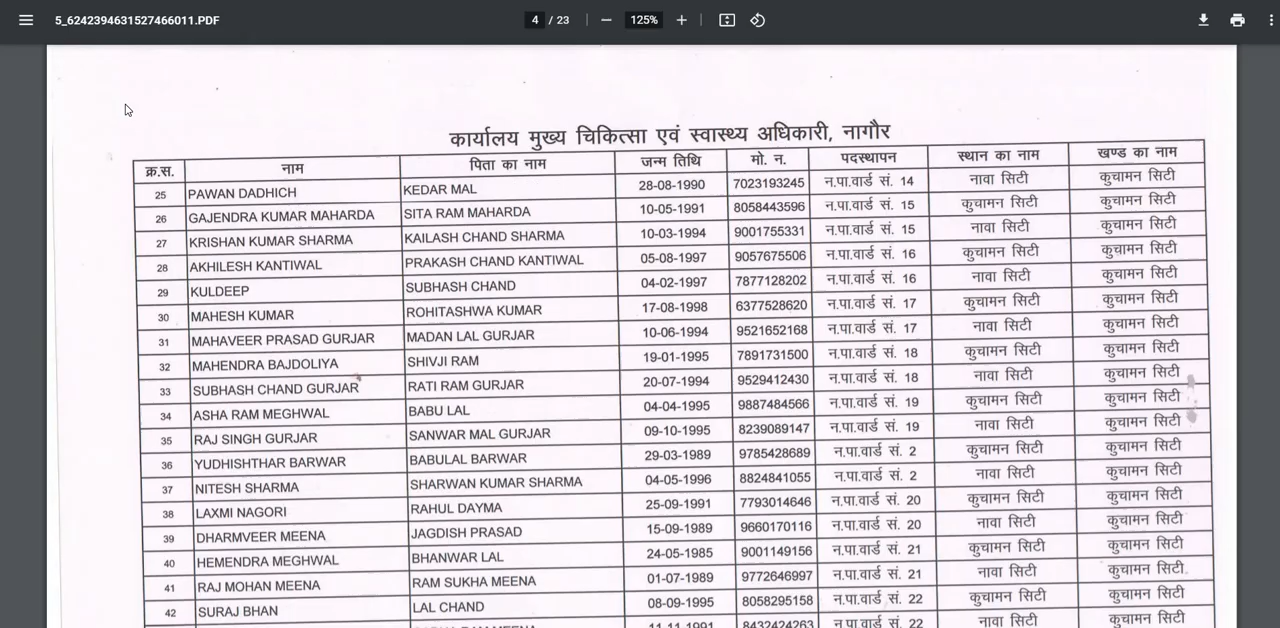 5_6242394631527466011.PDF 4 / 23 125%
कार्यालय मुख्य चिकित्सा एवं स्वास्थ्य अधिकारी, नागौर
क्र.स. नाम पिता का नाम जन्म तिथि मो. न. पदस्थापन स्थान का नाम खण्ड का नाम
25 PAWAN DADHICH KEDAR MAL 28-08-1990 7023193245 न.पा.वार्ड सं. 14 नावा सिटी कुचामन सिटी
26 GAJENDRA KUMAR MAHARDA SITA RAM MAHARDA 10-05-1991 8058443596 न.पा.वार्ड सं. 15 कुचामन सिटी कुचामन सिटी
27 KRISHAN KUMAR SHARMA KAILASH CHAND SHARMA 10-03-1994 9001755331 न.पा.वार्ड सं. 15 नावा सिटी कुचामन सिटी
28 AKHILESH KANTIWAL PRAKASH CHAND KANTIWAL 05-08-1997 9057675506 न.पा.वार्ड सं. 16 कुचामन सिटी कुचामन सिटी
29 KULDEEP SUBHASH CHAND 04-02-1997 7877128202 न.पा.वार्ड सं. 16 नावा सिटी कुचामन सिटी
30 MAHESH KUMAR ROHITASHWA KUMAR 17-08-1998 6377528620 न.पा.वार्ड सं. 17 कुचामन सिटी कुचामन सिटी
31 MAHAVEER PRASAD GURJAR MADAN LAL GURJAR 10-06-1994 9521652168 न.पा.वार्ड सं. 17 नावा सिटी कुचामन सिटी
32 MAHENDRA BAJDOLIYA SHIVJI RAM 19-01-1995 7891731500 न.पा.वार्ड सं. 18 कुचामन सिटी कुचामन सिटी
33 SUBHASH CHAND GURJAR RATI RAM GURJAR 20-07-1994 9529412430 न.पा.वार्ड सं. 18 नावा सिटी कुचामन सिटी
34 ASHA RAM MEGHWAL BABU LAL 04-04-1995 9887484566 न.पा.वार्ड सं. 19 कुचामन सिटी कुचामन सिटी
35 RAJ SINGH GURJAR SANWAR MAL GURJAR 09-10-1995 8239089147 न.पा.वार्ड सं. 19 नावा सिटी कुचामन सिटी
36 YUDHISHTHAR BARWAR BABULAL BARWAR 29-03-1989 9785428689 न.पा.वार्ड सं. 2 कुचामन सिटी कुचामन सिटी
37 NITESH SHARMA SHARWAN KUMAR SHARMA 04-05-1996 8824841055 न.पा.वार्ड सं. 2 नावा सिटी कुचामन सिटी
38 LAXMI NAGORI RAHUL DAYMA 25-09-1991 7793014646 न.पा.वार्ड सं. 20 कुचामन सिटी कुचामन सिटी
39 DHARMVEER MEENA JAGDISH PRASAD 15-09-1989 9660170116 न.पा.वार्ड सं. 20 नावा सिटी कुचामन सिटी
40 HEMENDRA MEGHWAL BHANWAR LAL 24-05-1985 9001149156 न.पा.वार्ड सं. 21 कुचामन सिटी कुचामन सिटी
41 RAJ MOHAN MEENA RAM SUKHA MEENA 01-07-1989 9772646997 न.पा.वार्ड सं. 21 नावा सिटी कुचामन सिटी
42 SURAJ BHAN LAL CHAND 08-09-1995 8058295158 न.पा.वार्ड सं. 22 कुचामन सिटी कुचामन सिटी
11-11-1991 8432424263 न.पा.वार्ड सं. 22 नावा सिटी कुचामन सिटी